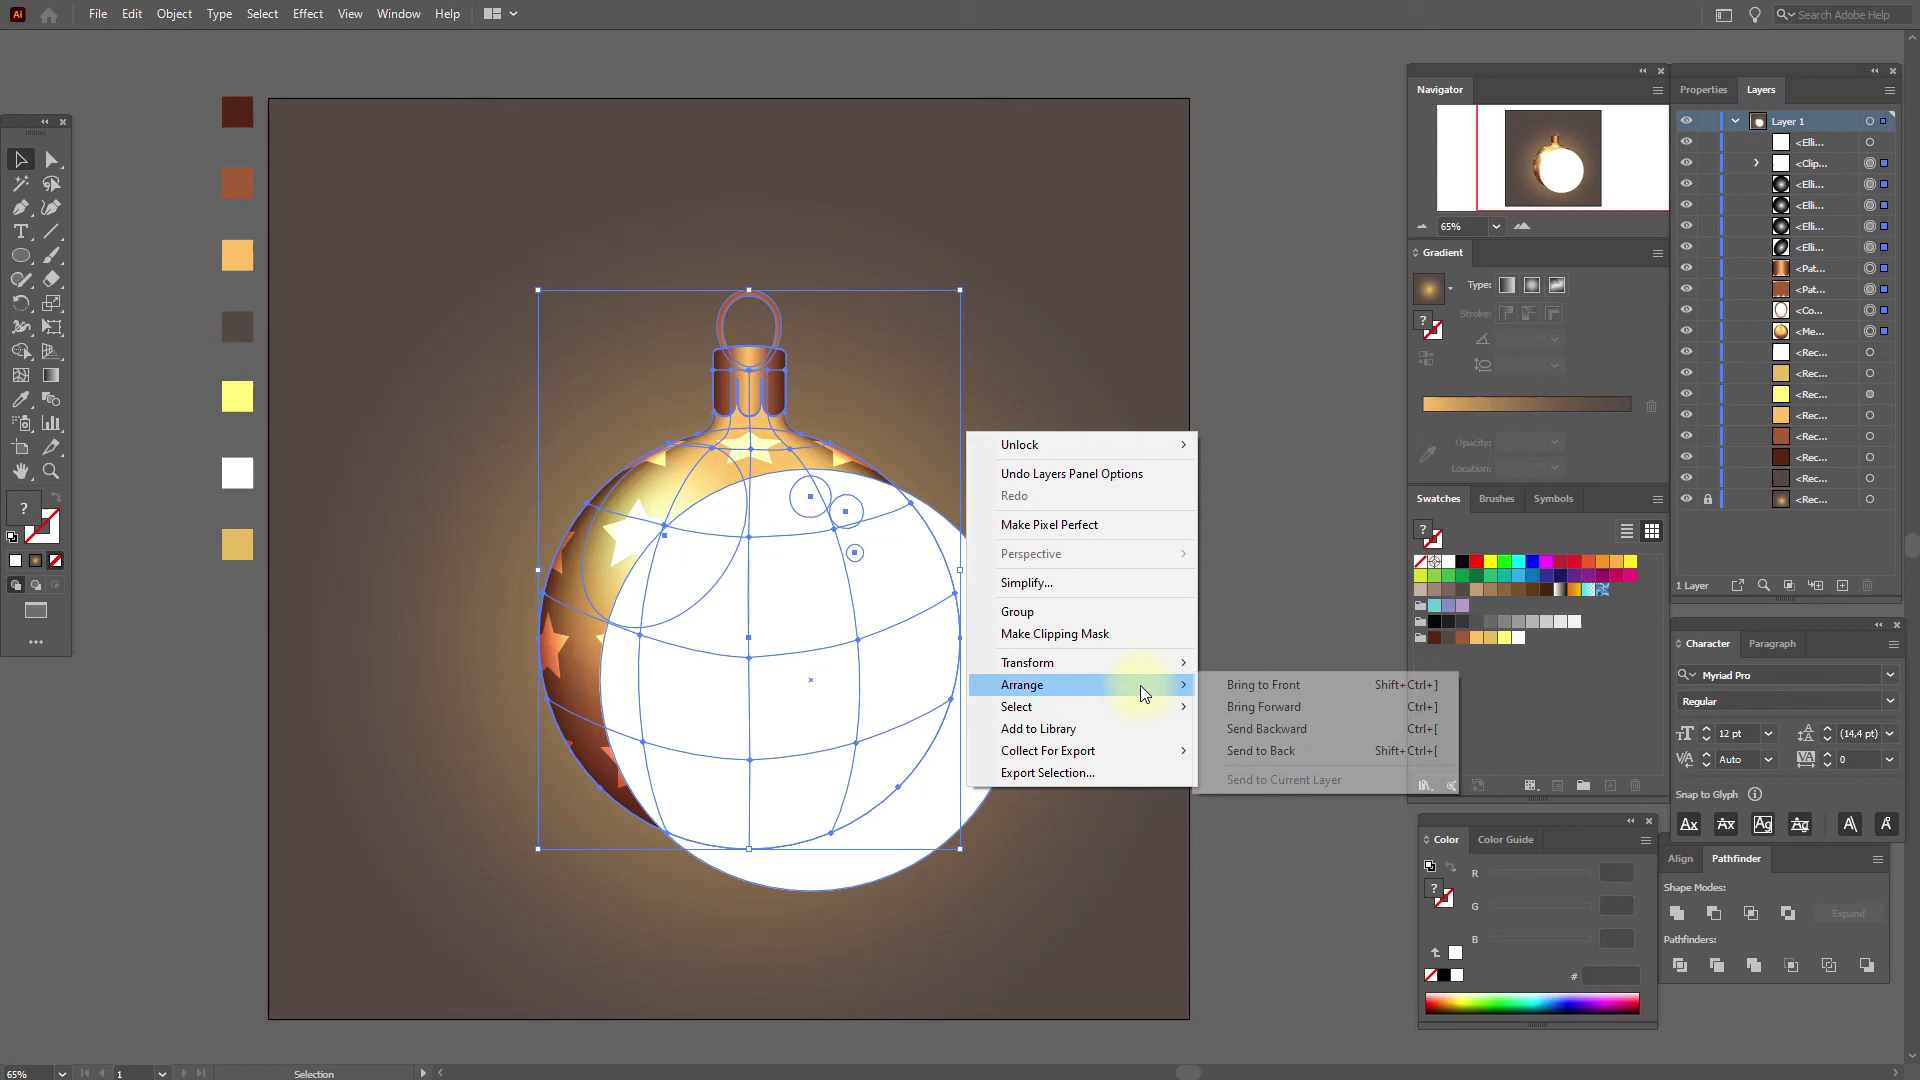 Ai
File
Edit
Object
Type
Select
Effect
View
Window
Help
Search Adobe Help
Navigator
65%
Gradient
Type:
Stroke:
?
Opacity:
Location:
Swatches
Brushes
Symbols
?
Properties
Layers
Layer 1
<Elli...
<Clip...
<Elli...
<Elli...
<Elli...
<Elli...
<Pat...
<Pat...
<Co...
<Me...
<Rec...
<Rec...
<Rec...
<Rec...
<Rec...
<Rec...
<Rec...
<Rec...
1 Layer
Character
Paragraph
Myriad Pro
Regular
12 pt
(14,4 pt)
Auto
0
Snap to Glyph
Align
Pathfinder
Shape Modes:
Expand
Pathfinders:
Color
Color Guide
?
R
G
B
#
Unlock
Undo Layers Panel Options
Redo
Make Pixel Perfect
Perspective
Simplify...
Group
Make Clipping Mask
Transform
Arrange
Select
Add to Library
Collect For Export
Export Selection...
Bring to Front Shift+Ctrl+]
Bring Forward Ctrl+]
Send Backward Ctrl+[
Send to Back Shift+Ctrl+[
Send to Current Layer
?
65%
1
Selection